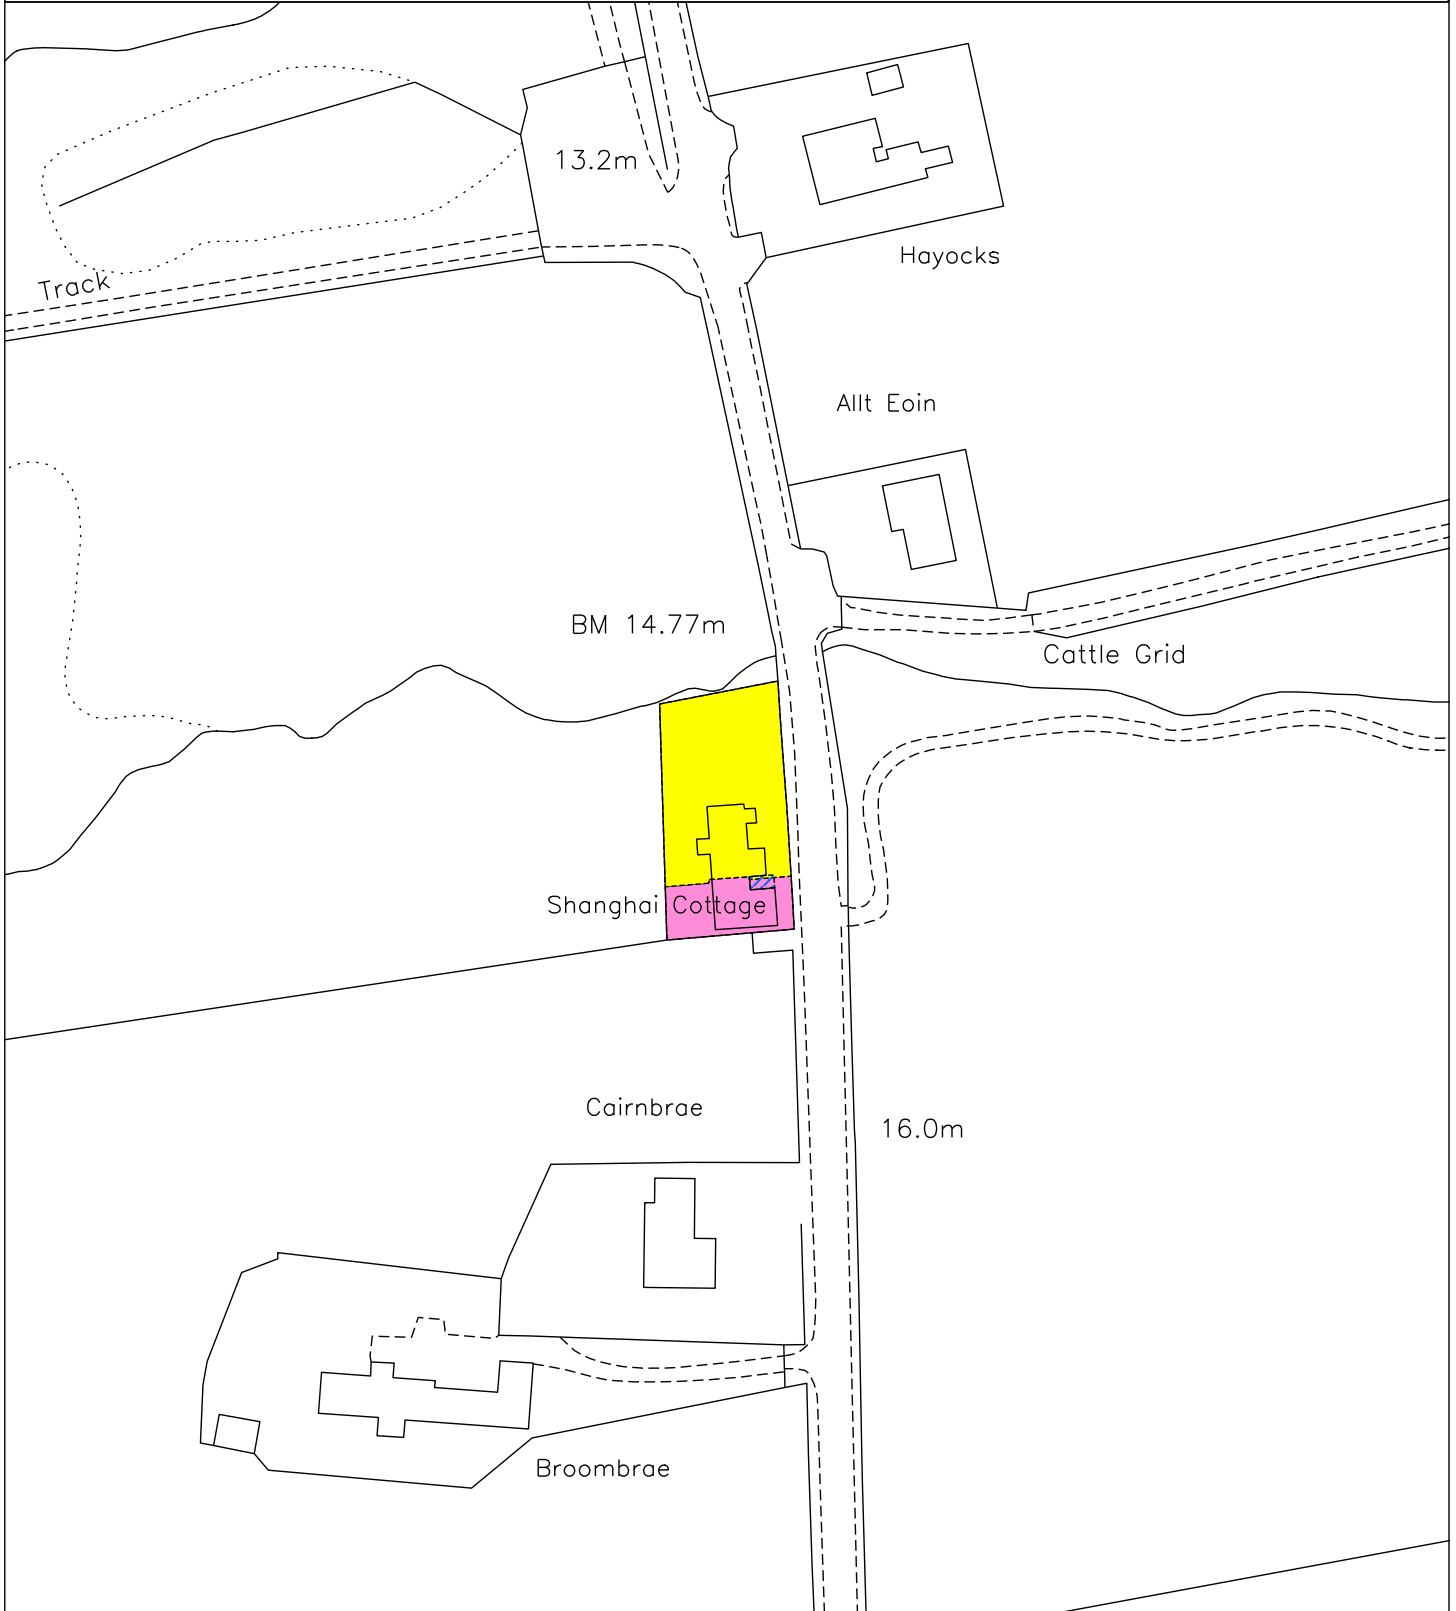 13.2m
Hayocks
Track
Allt Eoin
BM 14.77m
Cattle Grid
Shanghai Cottage
Cairnbrae
16.0m
Broombrae